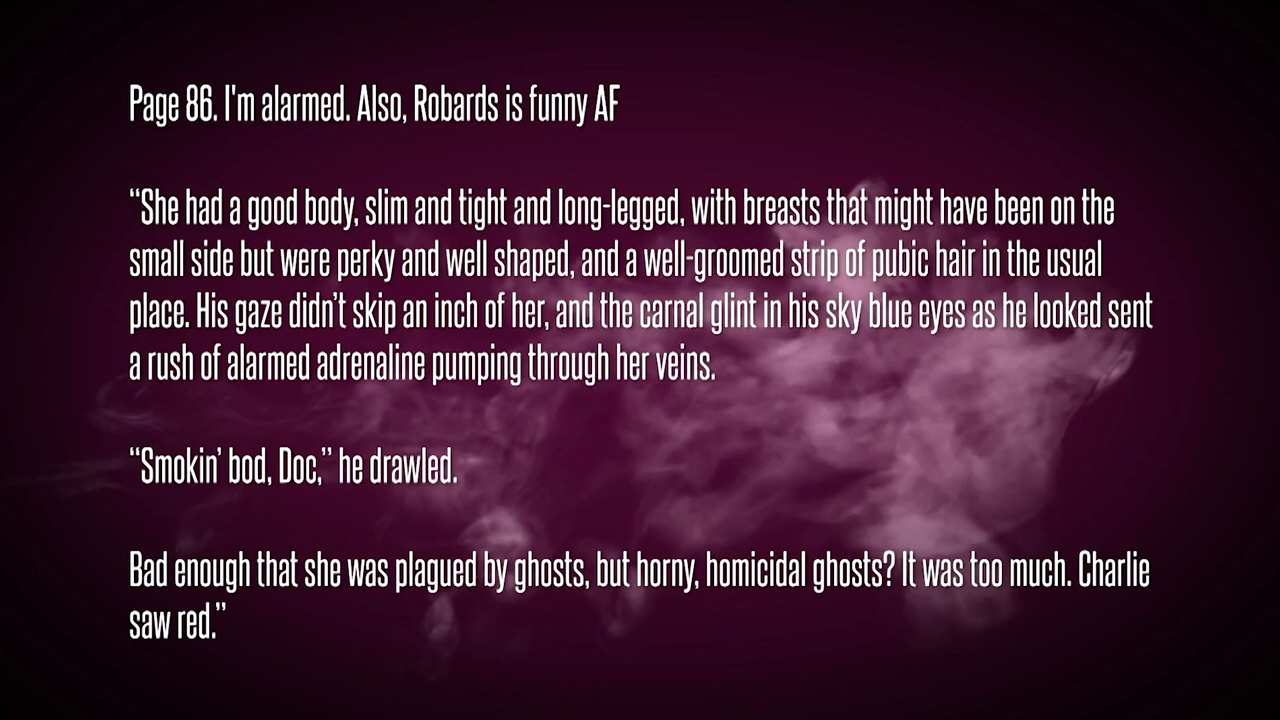 Page 86. I'm alarmed. Also, Robards is funny AF
“She had a good body, slim and tight and long-legged, with breasts that might have been on the
small side but were perky and well shaped, and a well-groomed strip of pubic hair in the usual
place. His gaze didn’t skip an inch of her, and the carnal glint in his sky blue eyes as he looked sent
a rush of alarmed adrenaline pumping through her veins.
“Smokin’ bod, Doc,” he drawled.
Bad enough that she was plagued by ghosts, but horny, homicidal ghosts? It was too much. Charlie
saw red.”